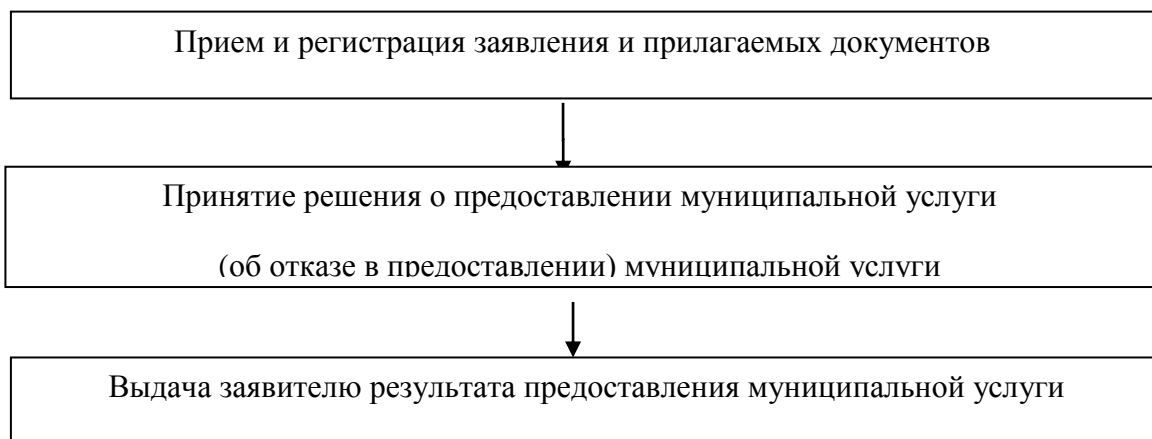 Прием и регистрация заявления и прилагаемых документов
Принятие решения о предоставлении муниципальной услуги
(об отказе в предоставлении) муниципальной услуги
Выдача заявителю результата предоставления муниципальной услуги